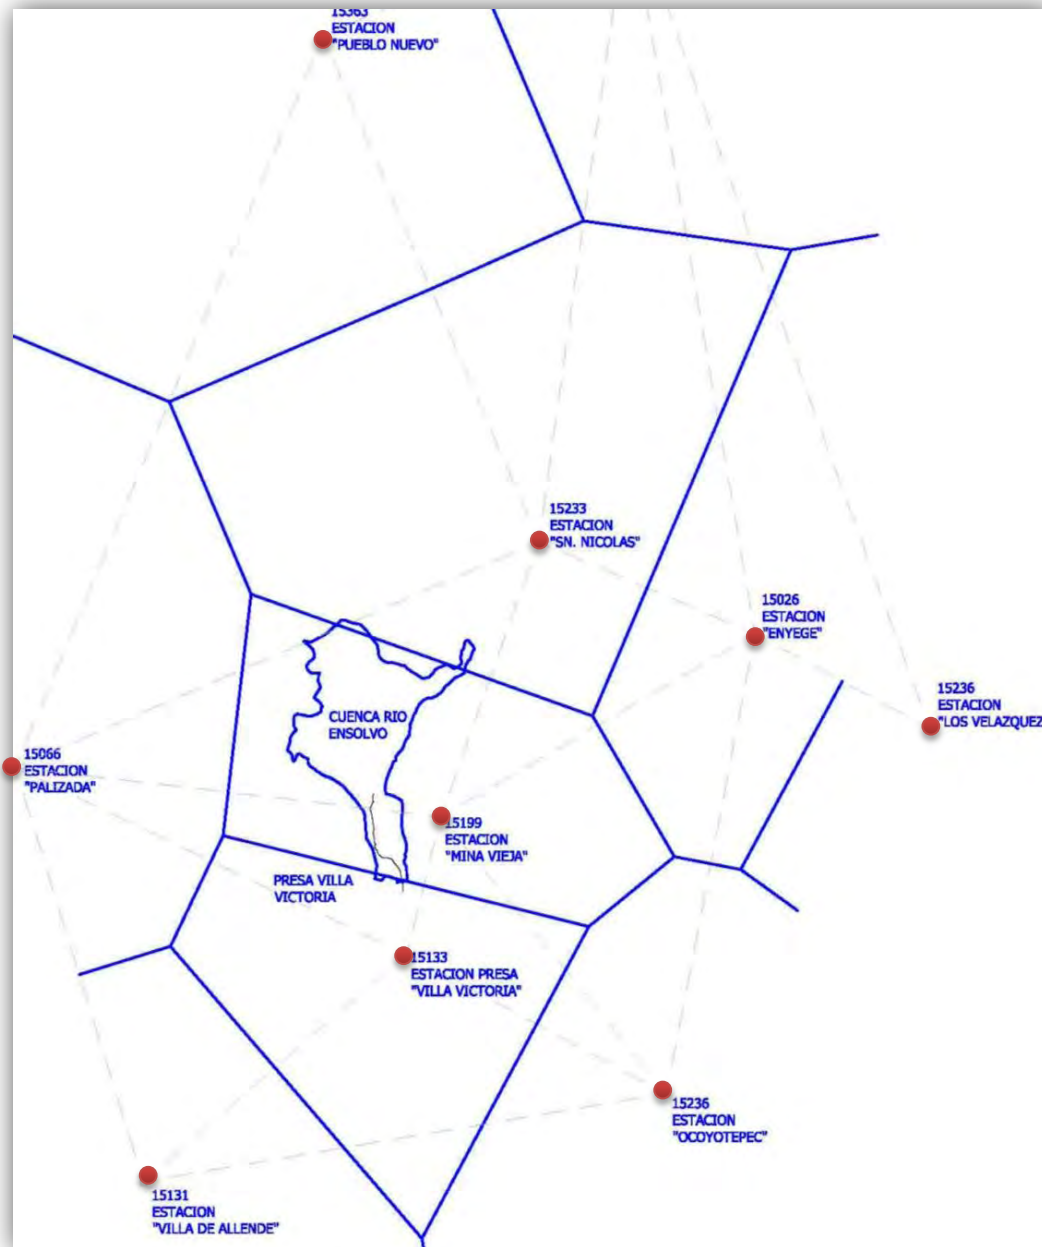 15363
ESTACION
"PUEBLO NUEVO"
15233
ESTACION
"SN. NICOLAS"
15026
ESTACION
"ENYEGE"
15236
ESTACION
"LOS VELAZQUEZ
CUENCA RIO
ENSOLVO
15066
ESTACION
"PALIZADA"
15199
ESTACION
"MINA VIEJA"
PRESA VILLA
VICTORIA
15133
ESTACION PRESA
"VILLA VICTORIA"
15236
ESTACION
"OCOYOTEPEC"
15131
ESTACION
"VILLA DE ALLENDE"